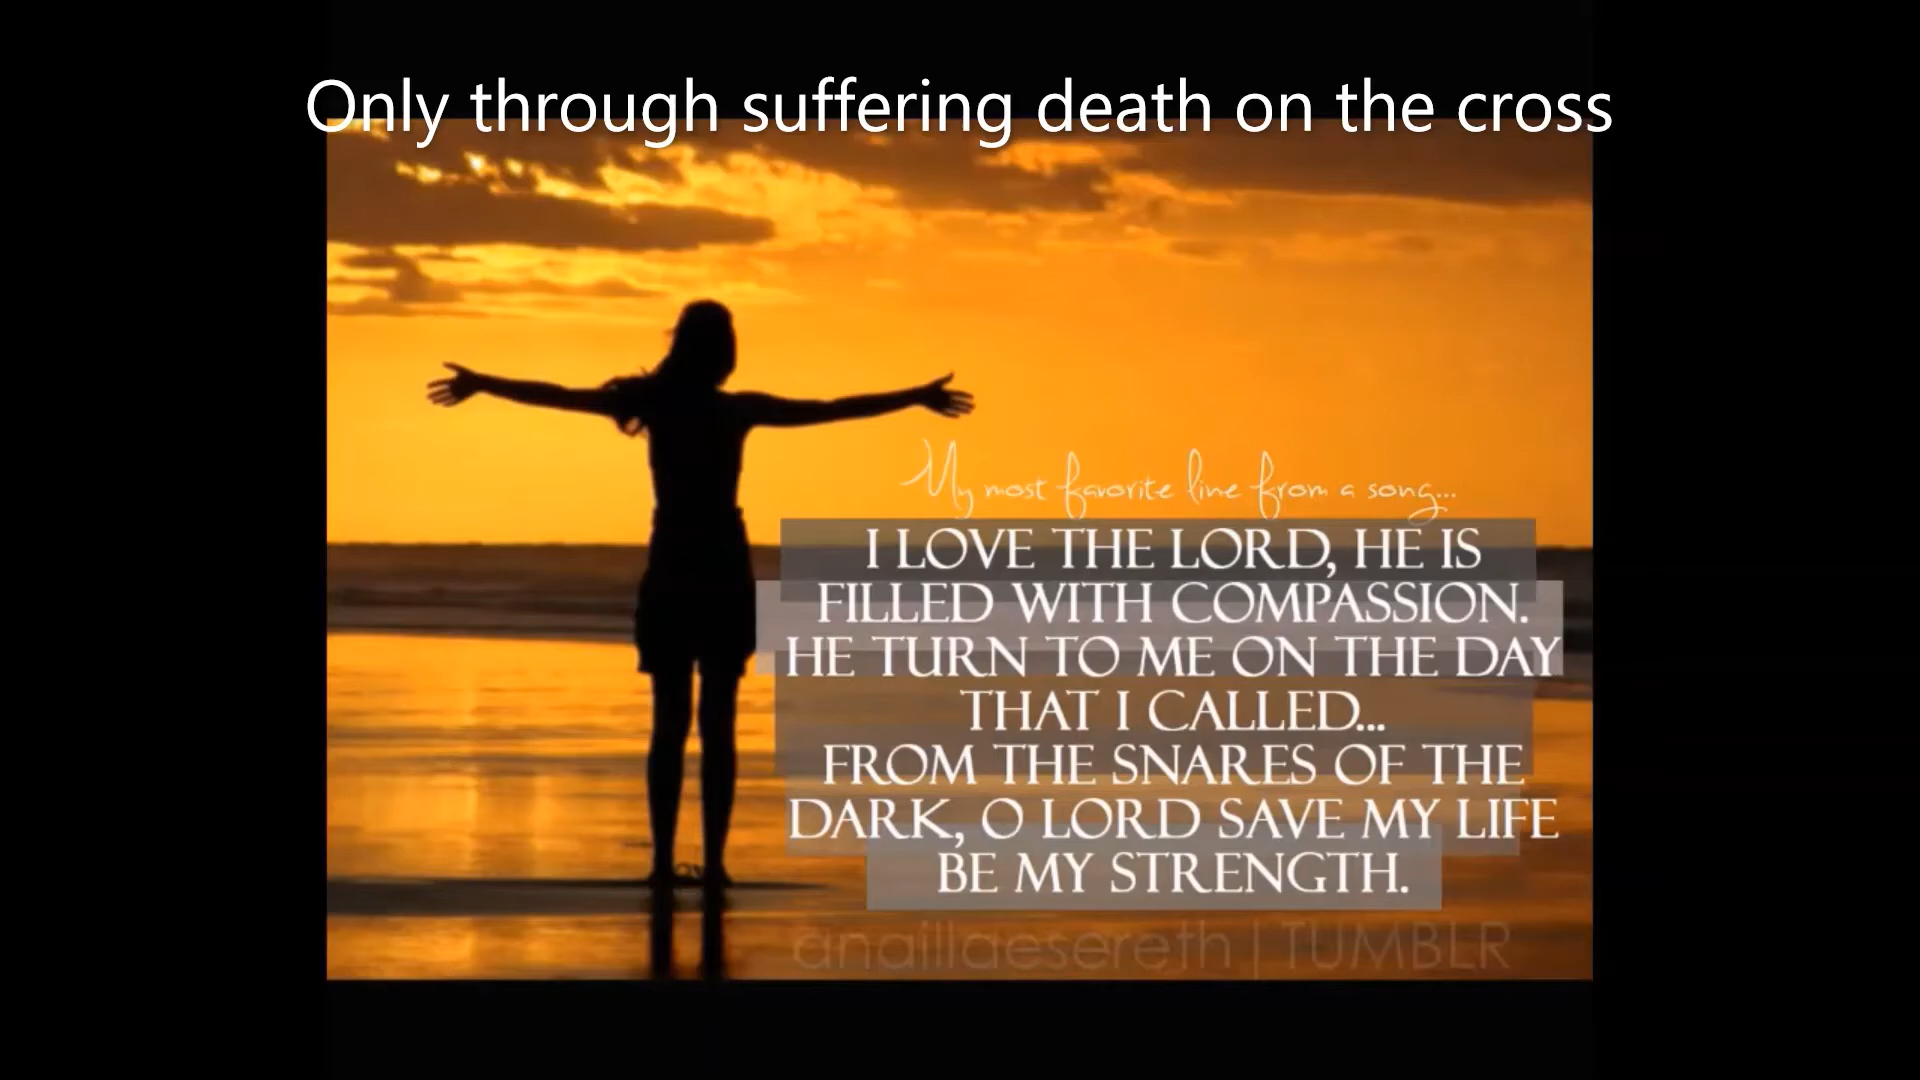 Only through suffering death on the cross
My most favorite line from a song...
I LOVE THE LORD, HE IS
FILLED WITH COMPASSION.
HE TURN TO ME ON THE DAY
THAT I CALLED...
FROM THE SNARES OF THE
DARK, O LORD SAVE MY LIFE
BE MY STRENGTH.
anaillaesereth | TUMBLR